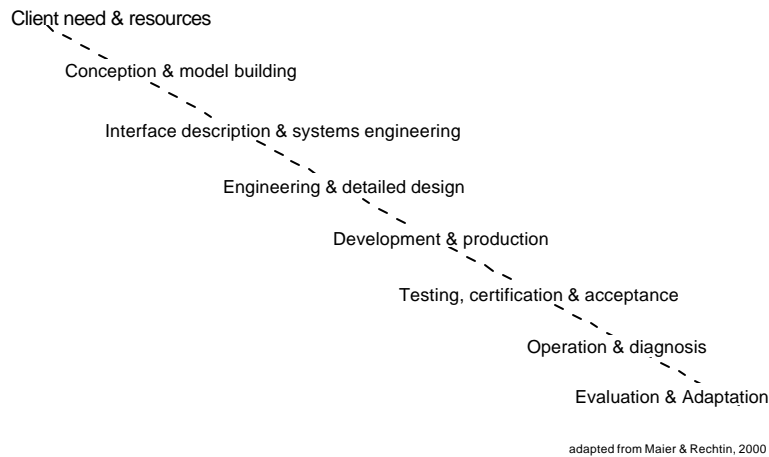 Client need & resources
Conception & model building
Interface description & systems engineering
Engineering & detailed design
Development & production
Testing, certification & acceptance
Operation & diagnosis
Evaluation & Adaptation
adapted from Maier & Rechtin, 2000